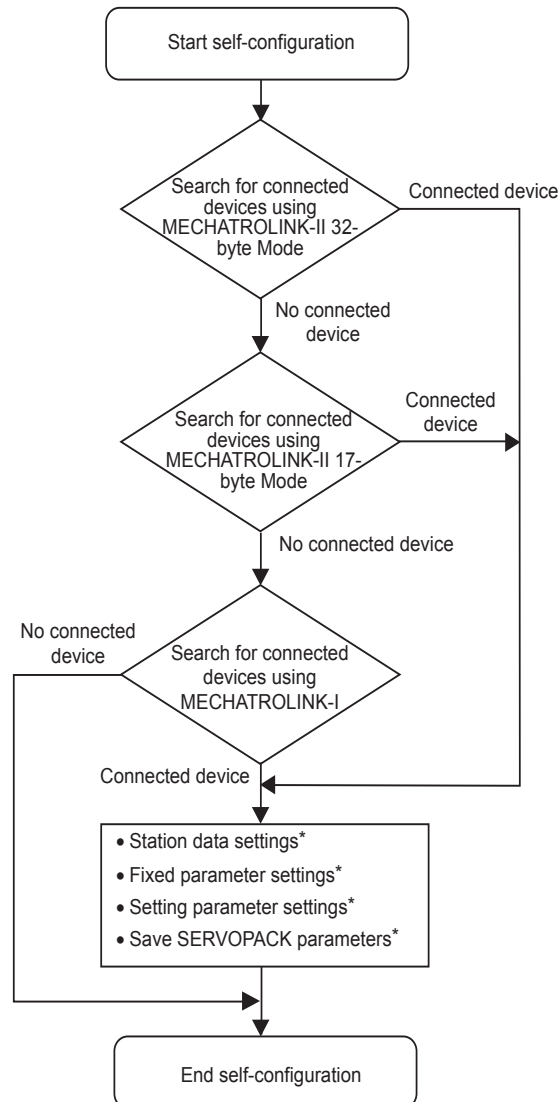 Start self-configuration
Search for connected
devices using
MECHATROLINK-II 32-
byte Mode
Connected device
No connected
device
Search for connected
devices using
MECHATROLINK-II 17-
byte Mode
Connected
device
No connected device
No connected
device
Search for connected
devices using
MECHATROLINK-I
Connected device
• Station data settings*
• Fixed parameter settings*
• Setting parameter settings*
• Save SERVOPACK parameters*
End self-configuration